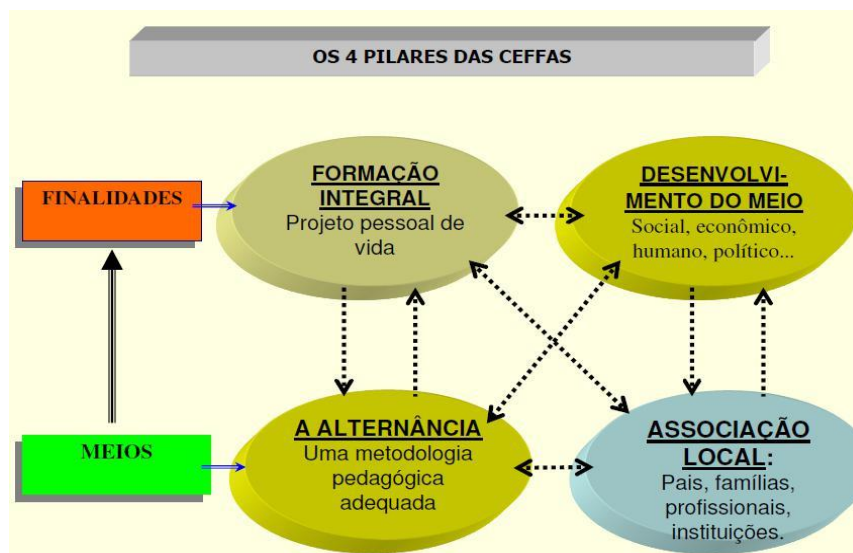 OS 4 PILARES DAS CEFFAS
FINALIDADES
FORMAÇÃO
INTEGRAL
Projeto pessoal de
vida
DESENVOLVI-
MENTO DO MEIO
Social, econômico,
humano, político...
MEIOS
A ALTERNÂNCIA
Uma metodologia
pedagógica
adequada
ASSOCIAÇÃO
LOCAL:
Pais, famílias,
profissionais,
instituições.